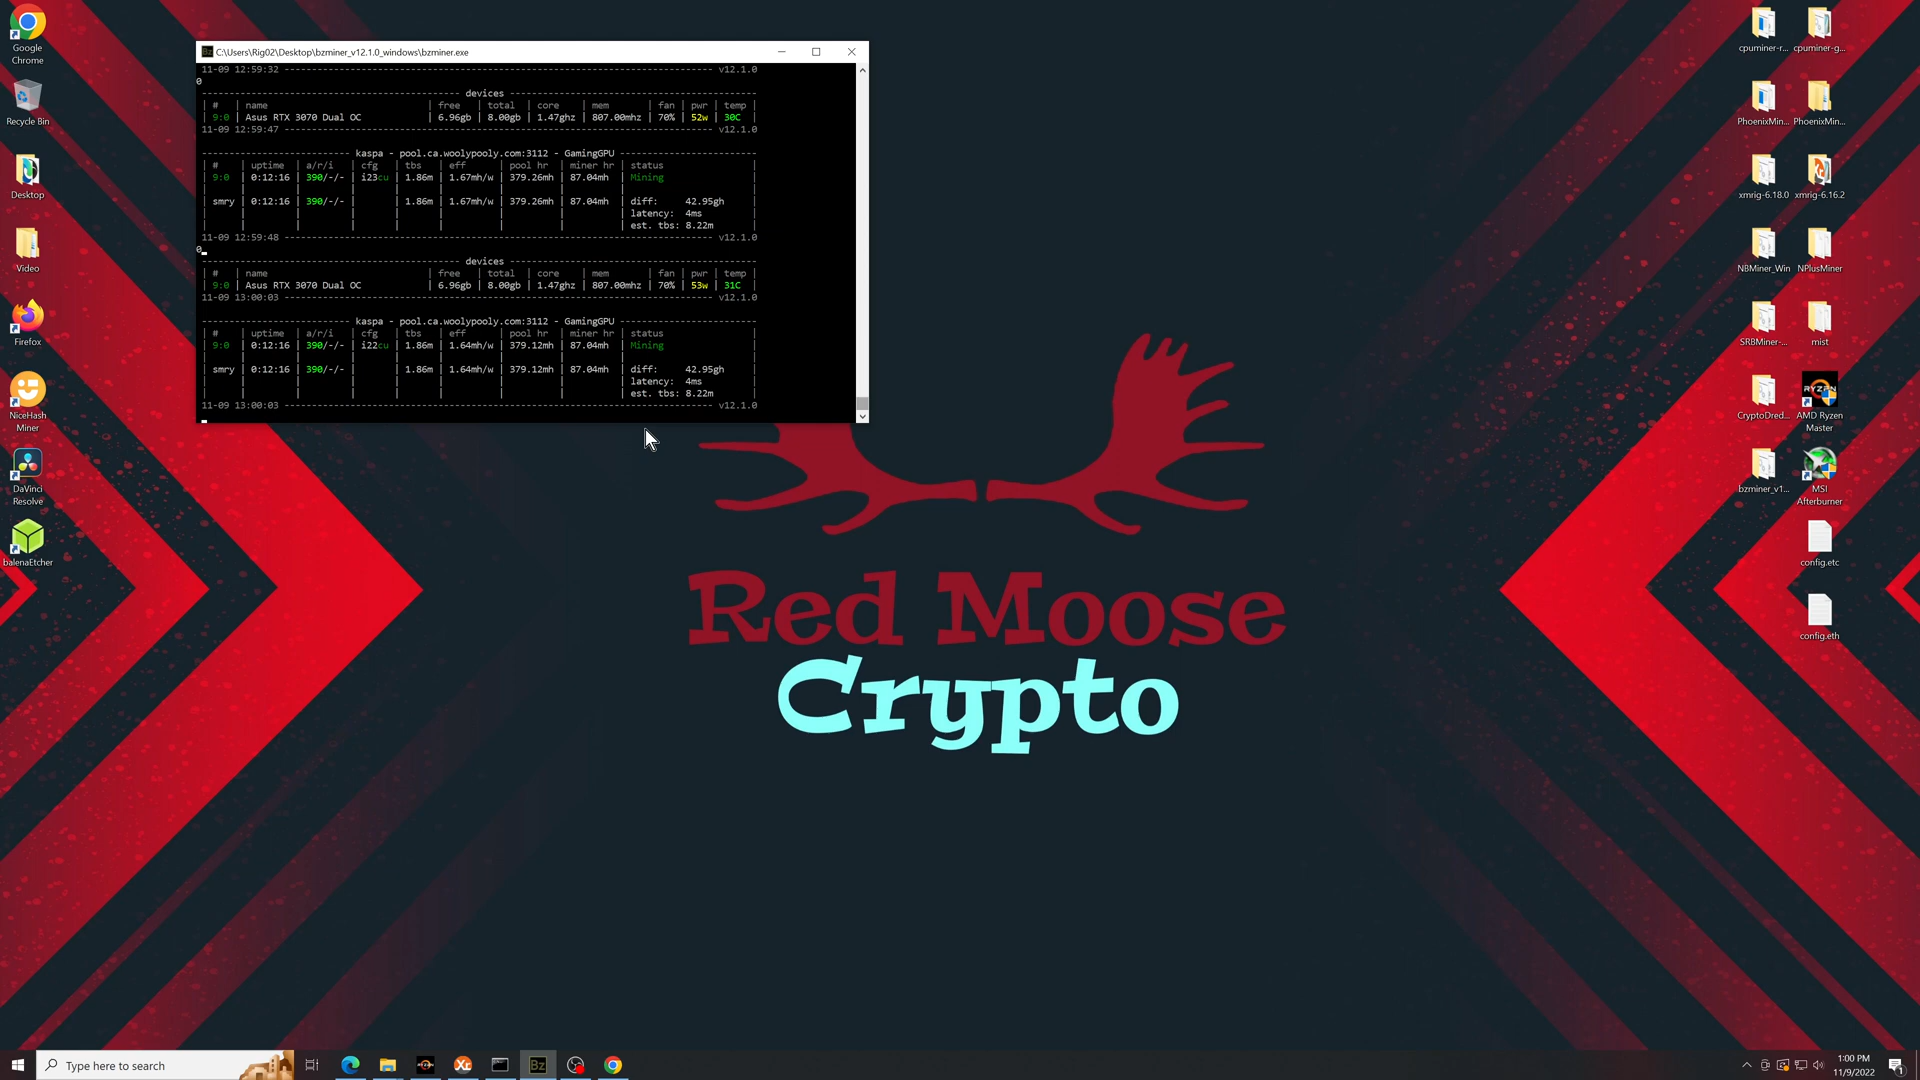 C:\Users\Rig02\Desktop\bzminer_v12.1.0_windows\bzminer.exe
11-09 12:59:32 ------------------------------------------------------------------------------ v12.1.0
0
----------------------------------------------- devices ---------------------------------------------
| # | name | free | total | core | mem | fan | pwr | temp |
| 9:0 | Asus RTX 3070 Dual OC | 6.96gb | 8.00gb | 1.47ghz | 807.00mhz | 70% | 52w | 30C |
11-09 12:59:47 ------------------------------------------------------------------------------ v12.1.0
--------------------------- kaspa - pool.ca.woolypooly.com:3112 - GamingGPU -------------------------
| # | uptime | a/r/i | cfg | tbs | eff | pool hr | miner hr | status |
| 9:0 | 0:12:16 | 390/-/- | i23cu | 1.86m | 1.67mh/w | 379.26mh | 87.04mh | Mining |
| smry | 0:12:16 | 390/-/- | | 1.86m | 1.67mh/w | 379.26mh | 87.04mh | diff: 42.95gh |
| latency: 4ms |
| est. tbs: 8.22m |
11-09 12:59:48 ------------------------------------------------------------------------------ v12.1.0
0
----------------------------------------------- devices ---------------------------------------------
| # | name | free | total | core | mem | fan | pwr | temp |
| 9:0 | Asus RTX 3070 Dual OC | 6.96gb | 8.00gb | 1.47ghz | 807.00mhz | 70% | 53w | 31C |
11-09 13:00:03 ------------------------------------------------------------------------------ v12.1.0
--------------------------- kaspa - pool.ca.woolypooly.com:3112 - GamingGPU -------------------------
| # | uptime | a/r/i | cfg | tbs | eff | pool hr | miner hr | status |
| 9:0 | 0:12:16 | 390/-/- | i22cu | 1.86m | 1.64mh/w | 379.12mh | 87.04mh | Mining |
| smry | 0:12:16 | 390/-/- | | 1.86m | 1.64mh/w | 379.12mh | 87.04mh | diff: 42.95gh |
| latency: 4ms |
| est. tbs: 8.22m |
11-09 13:00:03 ------------------------------------------------------------------------------ v12.1.0
Google
Chrome
Recycle Bin
Desktop
Video
Firefox
NiceHash
Miner
DaVinci
Resolve
balenaEtcher
Red Moose
Crypto
cpuminer-r... cpuminer-g...
PhoenixMin... PhoenixMin...
xmrig-6.18.0 xmrig-6.16.2
NBMiner_Win NPlusMiner
SRBMiner-... mist
RYZEN
CryptoDred... AMD Ryzen
Master
bzminer_v1... MSI
Afterburner
config.etc
config.eth
Type here to search
Xr
Bz
1:00 PM
11/9/2022
1